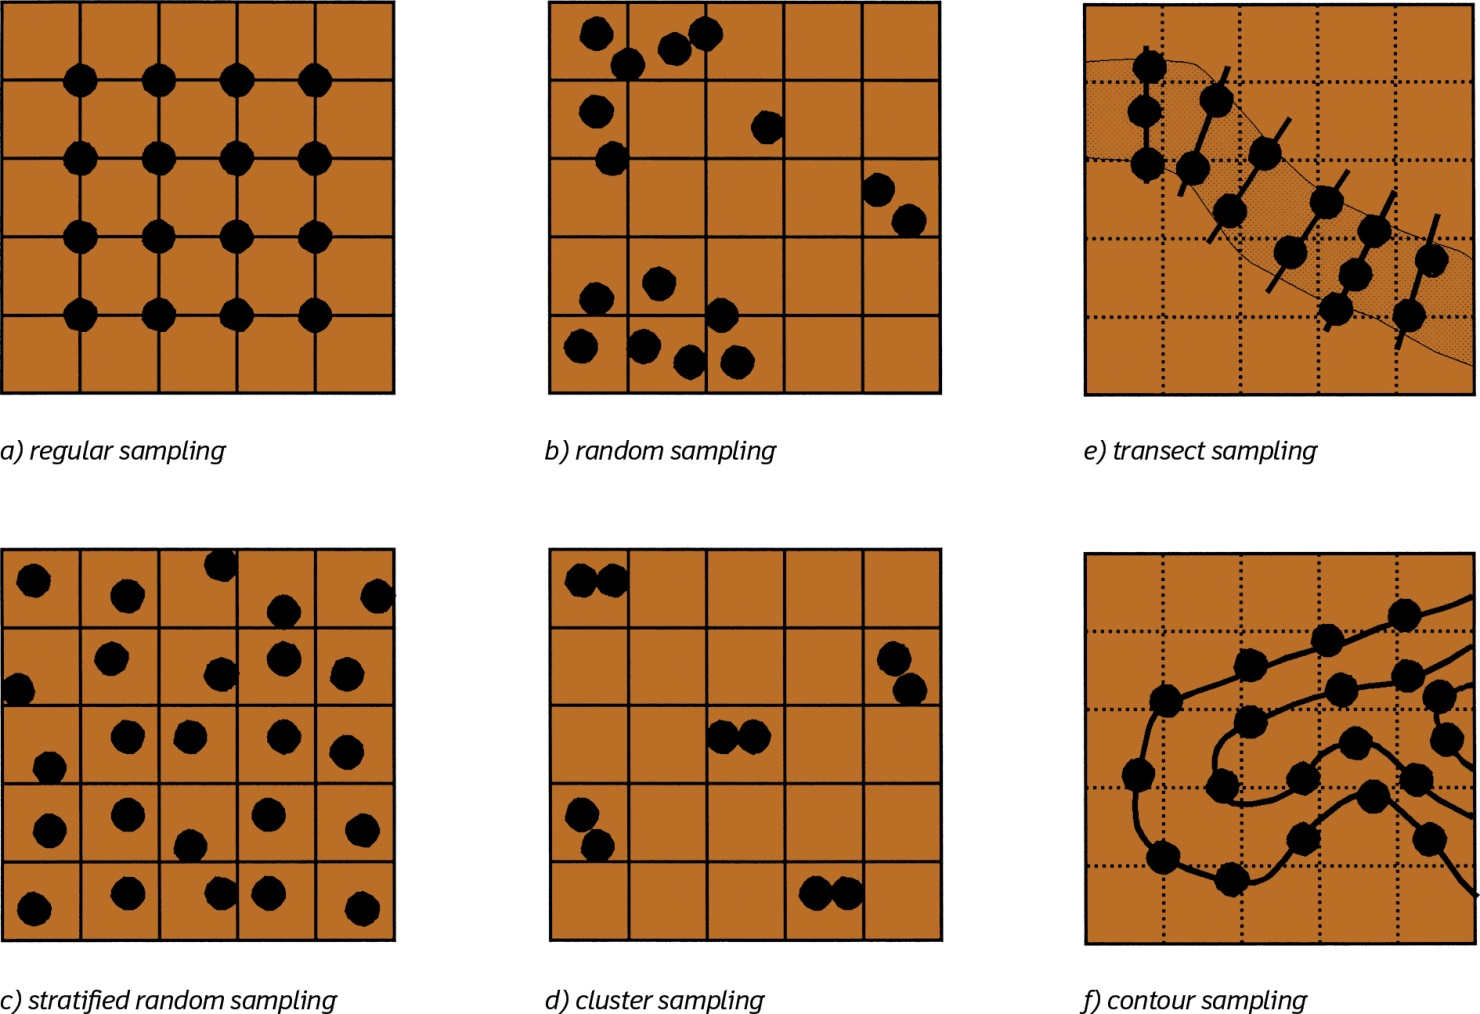 a) regular sampling
b) random sampling
e) transect sampling
c) stratified random sampling
d) cluster sampling
f) contour sampling